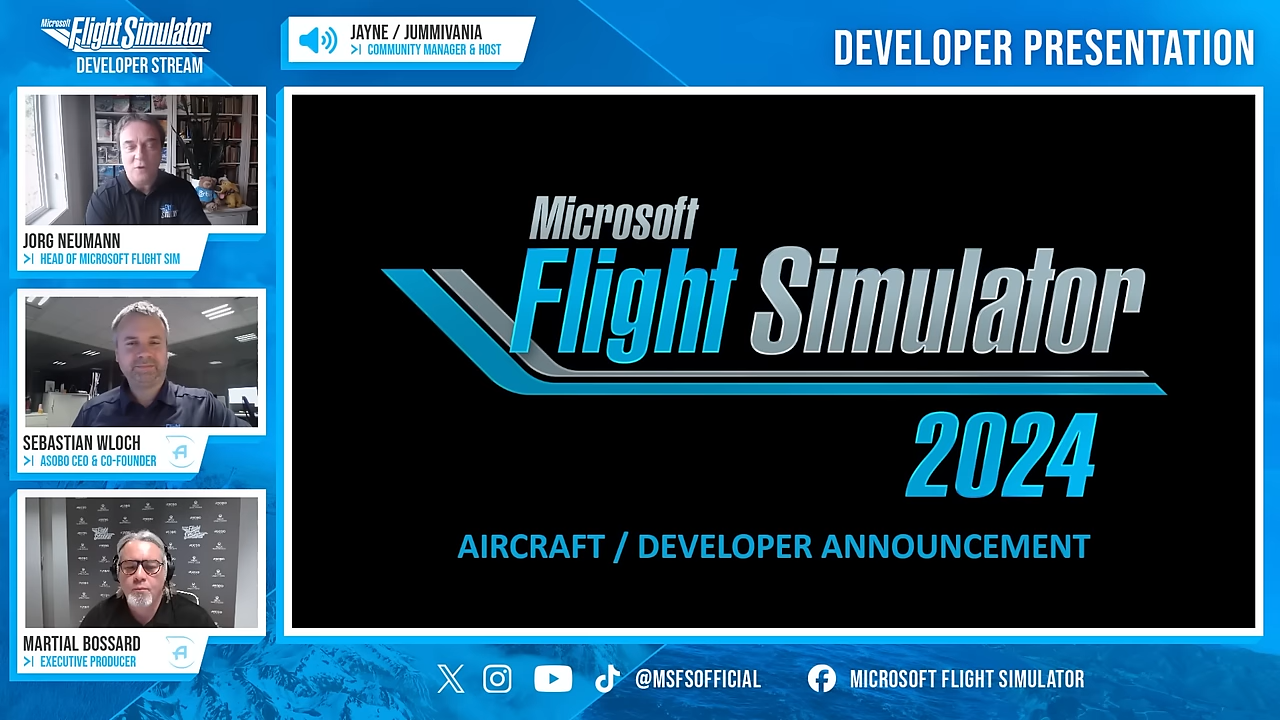 Microsoft
Flight Simulator
DEVELOPER STREAM
JAYNE / JUMMIVANIA
COMMUNITY MANAGER & HOST
DEVELOPER PRESENTATION
JORG NEUMANN
HEAD OF MICROSOFT FLIGHT SIM
SEBASTIAN WLOCH
ASOBO CEO & CO-FOUNDER
MARTIAL BOSSARD
EXECUTIVE PRODUCER
Microsoft
Flight Simulator
2024
AIRCRAFT / DEVELOPER ANNOUNCEMENT
@MSFSOFFICIAL
MICROSOFT FLIGHT SIMULATOR